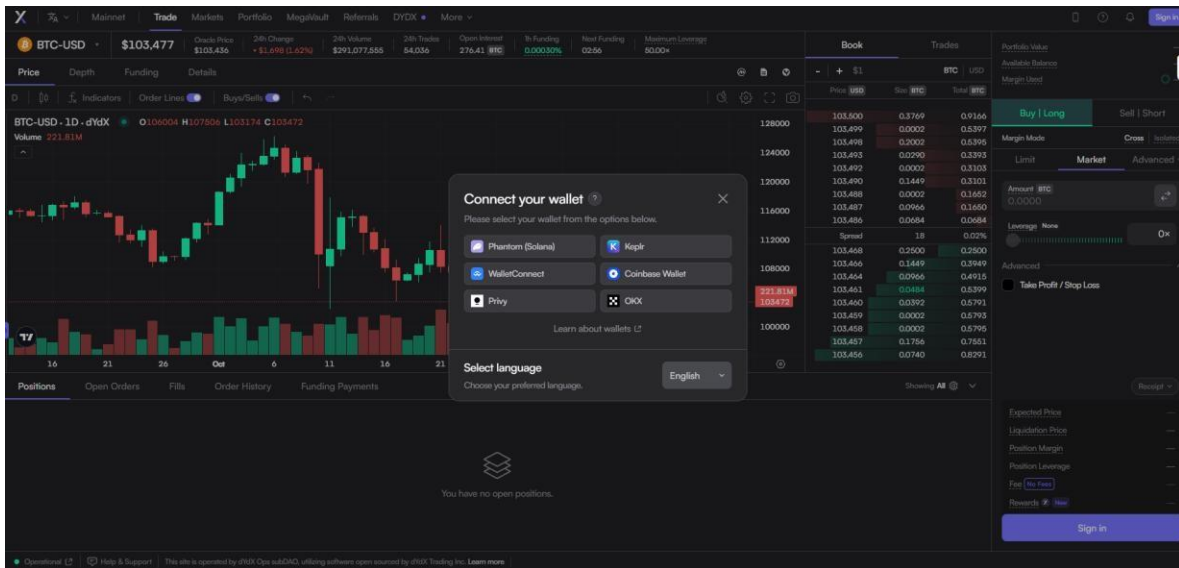 Mainnet Trade Markets Portfolio MegaVault Referrals DYDX More Sign in
BTC-USD $103,477
Oracle Price $103,436
24h Change $1,698 (1.62%)
24h Volume $291,077,555
24h Trades 54,036
Open Interest 276.41 BTC
1h Funding 0.00030%
Next Funding 02:56
Maximum Leverage 50.00×
Price Depth Funding Details
D Indicators Order Lines Buys/Sells
BTC-USD · 1D · dYdX O106004 H107806 L103174 C103472
Volume 221.81M
128000
124000
120000
116000
112000
108000
221.81M
103472
100000
16 21 26 Oct 6 11 16 21
Connect your wallet ?
Please select your wallet from the options below.
Phantom (Solana) Keplr
WalletConnect Coinbase Wallet
Privy OKX
Learn about wallets
Select language
Choose your preferred language.
English
Book Trades
- + $1 BTC USD
Price USD Size BTC Total BTC
103,500 0.3769 0.9166
103,499 0.0002 0.5397
103,498 0.2002 0.5395
103,493 0.0290 0.3393
103,492 0.0002 0.3103
103,490 0.1449 0.3101
103,488 0.0002 0.1652
103,487 0.0966 0.1650
103,486 0.0684 0.0684
Spread 18 0.02%
103,468 0.2500 0.2500
103,466 0.1449 0.3949
103,464 0.0966 0.4915
103,461 0.0484 0.5399
103,460 0.0392 0.5791
103,459 0.0002 0.5793
103,458 0.0002 0.5795
103,457 0.1756 0.7551
103,456 0.0740 0.8291
Portfolio Value
Available Balance
Margin Used
Buy | Long Sell | Short
Margin Mode Cross Isolated
Limit Market Advanced
Amount BTC
0.0000
Leverage None
0×
Advanced
Take Profit / Stop Loss
Receipt
Expected Price —
Liquidation Price —
Position Margin —
Position Leverage —
Fee No Fees —
Rewards New —
Sign in
Positions Open Orders Fills Order History Funding Payments Showing All
You have no open positions.
Operational Help & Support This site is operated by dYdX Ops subDAO, utilizing software open sourced by dYdX Trading Inc. Learn more